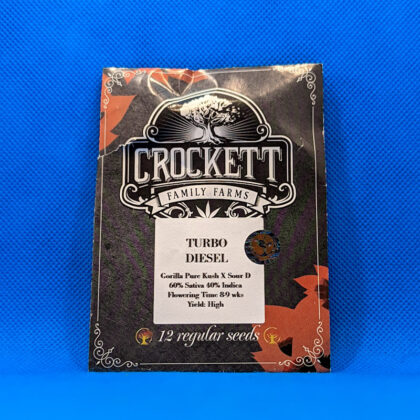 CROCKETT
FAMILY FARMS
TURBO
DIESEL
Gorilla Pure Kush X Sour D
60% Sativa 40% Indica
Flowering Time 8-9 wks
Yield: High
12 regular seeds